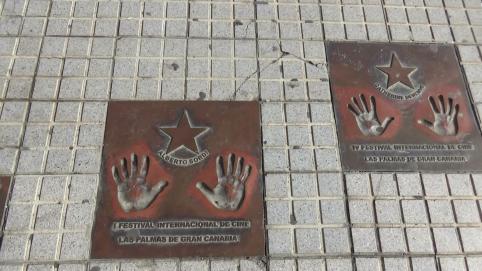 ALBERTO SORDI
I FESTIVAL INTERNACIONAL DE CINE
LAS PALMAS DE GRAN CANARIA
IV FESTIVAL INTERNACIONAL DE CINE
LAS PALMAS DE GRAN CANARIA